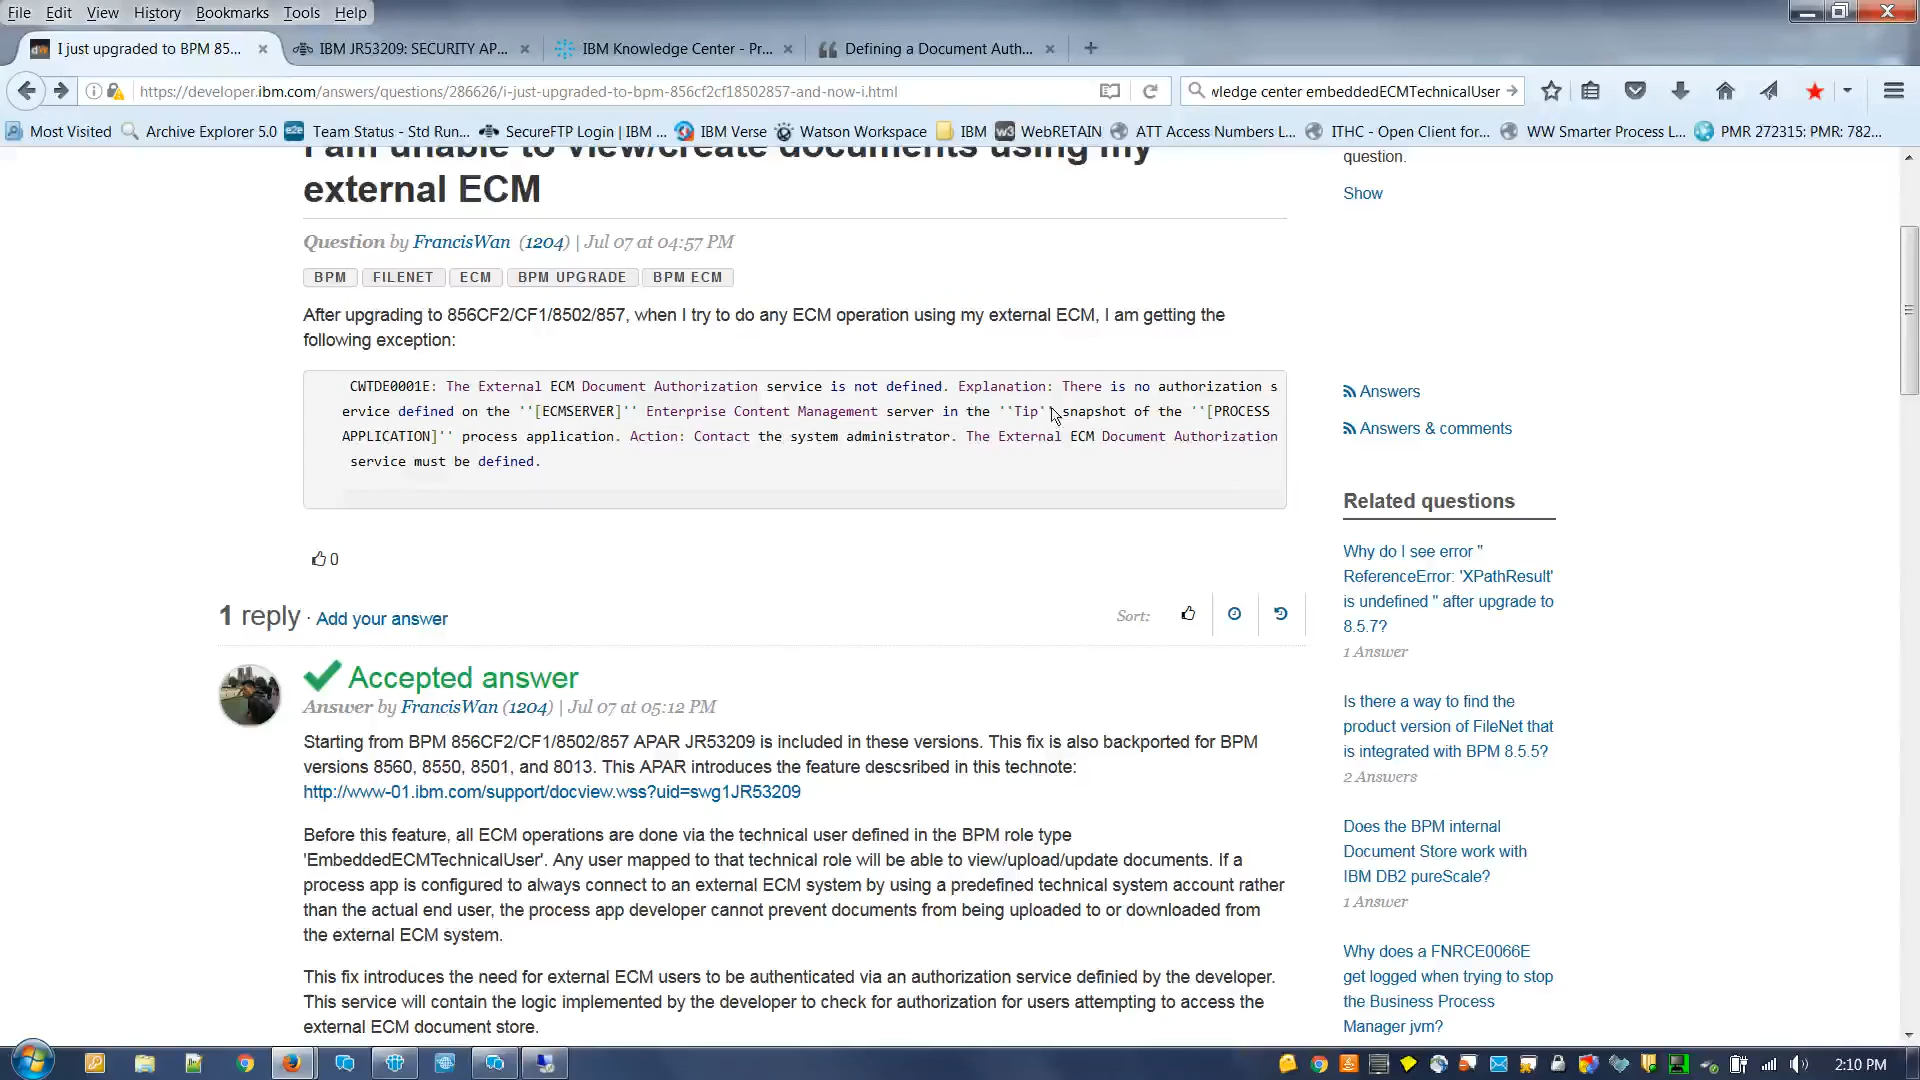 File Edit View History Bookmarks Tools Help
I just upgraded to BPM 85... × IBM JR53209: SECURITY AP... × IBM Knowledge Center - Pr... × Defining a Document Auth... × +
https://developer.ibm.com/answers/questions/286626/i-just-upgraded-to-bpm-856cf2cf18502857-and-now-i.html
wledge center embeddedECMTechnicalUser
Most Visited Archive Explorer 5.0 Team Status - Std Run... SecureFTP Login | IBM ... IBM Verse Watson Workspace IBM WebRETAIN ATT Access Numbers L... ITHC - Open Client for... WW Smarter Process L... PMR 272315: PMR: 782...
I am unable to view/create documents using my
external ECM
Question by FrancisWan (1204) | Jul 07 at 04:57 PM
BPM FILENET ECM BPM UPGRADE BPM ECM
After upgrading to 856CF2/CF1/8502/857, when I try to do any ECM operation using my external ECM, I am getting the
following exception:
CWTDE0001E: The External ECM Document Authorization service is not defined. Explanation: There is no authorization s
ervice defined on the ''[ECMSERVER]'' Enterprise Content Management server in the ''Tip'' snapshot of the ''[PROCESS
APPLICATION]'' process application. Action: Contact the system administrator. The External ECM Document Authorization
service must be defined.
0
1 reply · Add your answer
Sort:
Accepted answer
Answer by FrancisWan (1204) | Jul 07 at 05:12 PM
Starting from BPM 856CF2/CF1/8502/857 APAR JR53209 is included in these versions. This fix is also backported for BPM
versions 8560, 8550, 8501, and 8013. This APAR introduces the feature descsribed in this technote:
http://www-01.ibm.com/support/docview.wss?uid=swg1JR53209
Before this feature, all ECM operations are done via the technical user defined in the BPM role type
'EmbeddedECMTechnicalUser'. Any user mapped to that technical role will be able to view/upload/update documents. If a
process app is configured to always connect to an external ECM system by using a predefined technical system account rather
than the actual end user, the process app developer cannot prevent documents from being uploaded to or downloaded from
the external ECM system.
This fix introduces the need for external ECM users to be authenticated via an authorization service definied by the developer.
This service will contain the logic implemented by the developer to check for authorization for users attempting to access the
external ECM document store.
question.
Show
Answers
Answers & comments
Related questions
Why do I see error "
ReferenceError: 'XPathResult'
is undefined " after upgrade to
8.5.7?
1 Answer
Is there a way to find the
product version of FileNet that
is integrated with BPM 8.5.5?
2 Answers
Does the BPM internal
Document Store work with
IBM DB2 pureScale?
1 Answer
Why does a FNRCE0066E
get logged when trying to stop
the Business Process
Manager jvm?
2:10 PM